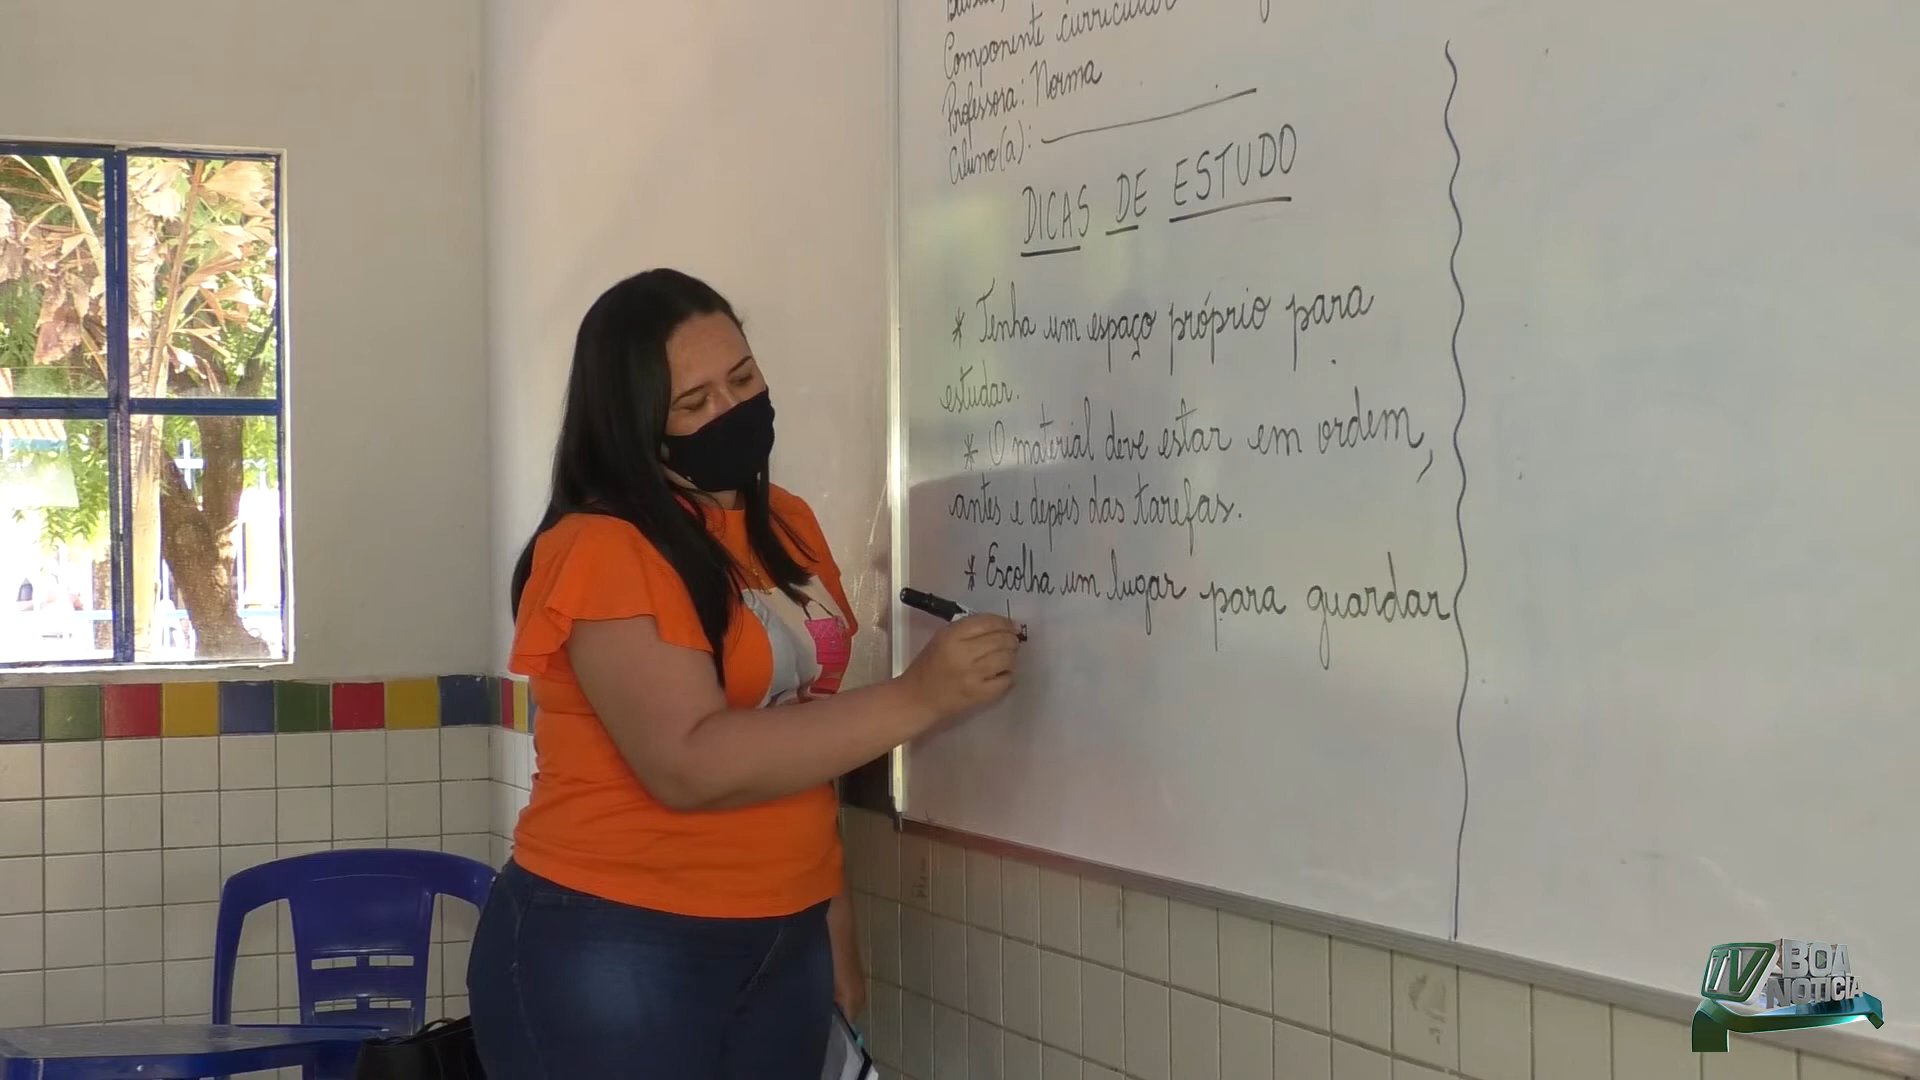 Componente curricular
Professora: Norma
Aluno(a):
DICAS DE ESTUDO
* Tenha um espaço próprio para
estudar.
* O material deve estar em ordem,
antes e depois das tarefas.
* Escolha um lugar para guardar
TV BOA
NOTÍCIA